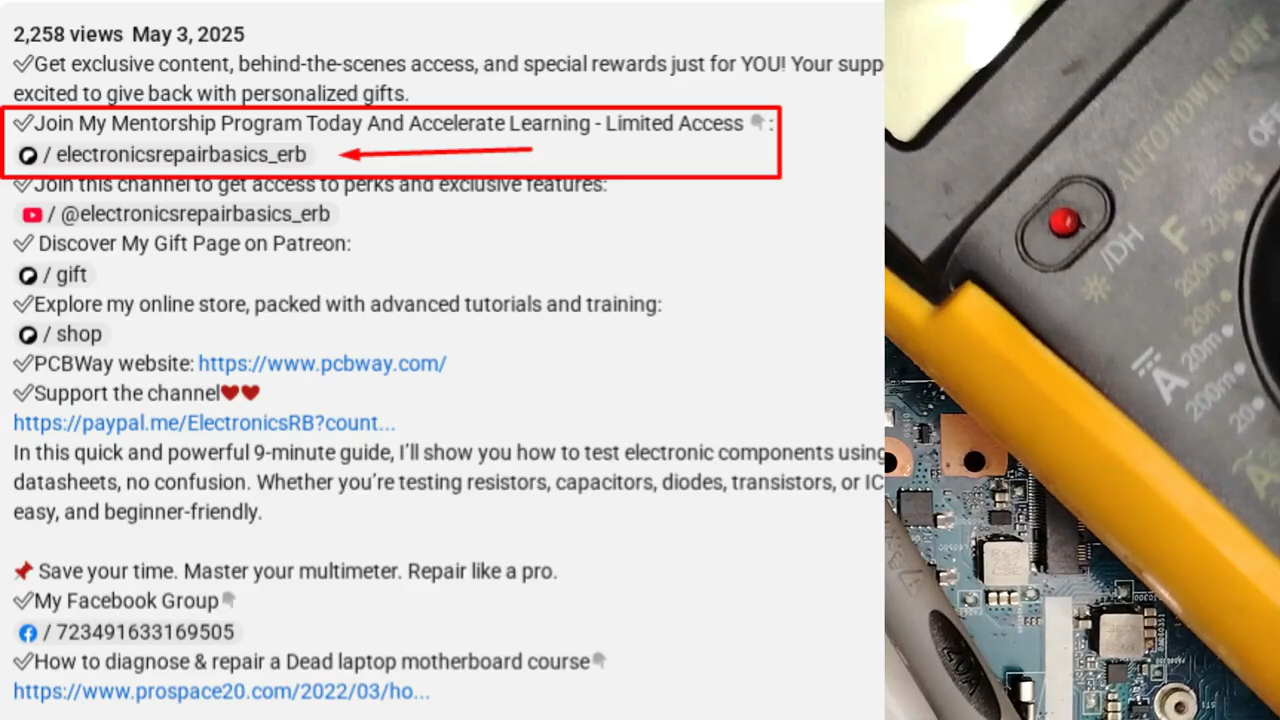 2,258 views May 3, 2025
✓Get exclusive content, behind-the-scenes access, and special rewards just for YOU! Your supp
excited to give back with personalized gifts.
✓Join My Mentorship Program Today And Accelerate Learning - Limited Access 👇:
/ electronicsrepairbasics_erb
✓Join this channel to get access to perks and exclusive features:
/ @electronicsrepairbasics_erb
✓ Discover My Gift Page on Patreon:
/ gift
✓Explore my online store, packed with advanced tutorials and training:
/ shop
✓PCBWay website: https://www.pcbway.com/
✓Support the channel❤❤
https://paypal.me/ElectronicsRB?count...
In this quick and powerful 9-minute guide, I'll show you how to test electronic components using
datasheets, no confusion. Whether you're testing resistors, capacitors, diodes, transistors, or IC
easy, and beginner-friendly.
📌 Save your time. Master your multimeter. Repair like a pro.
✓My Facebook Group👇
/ 723491633169505
✓How to diagnose & repair a Dead laptop motherboard course👇
https://www.prospace20.com/2022/03/ho...
AUTO POWER OFF
OFF
/DH
F
200µ
2µ
200n
20n
A
20m
200m
20
A
20A